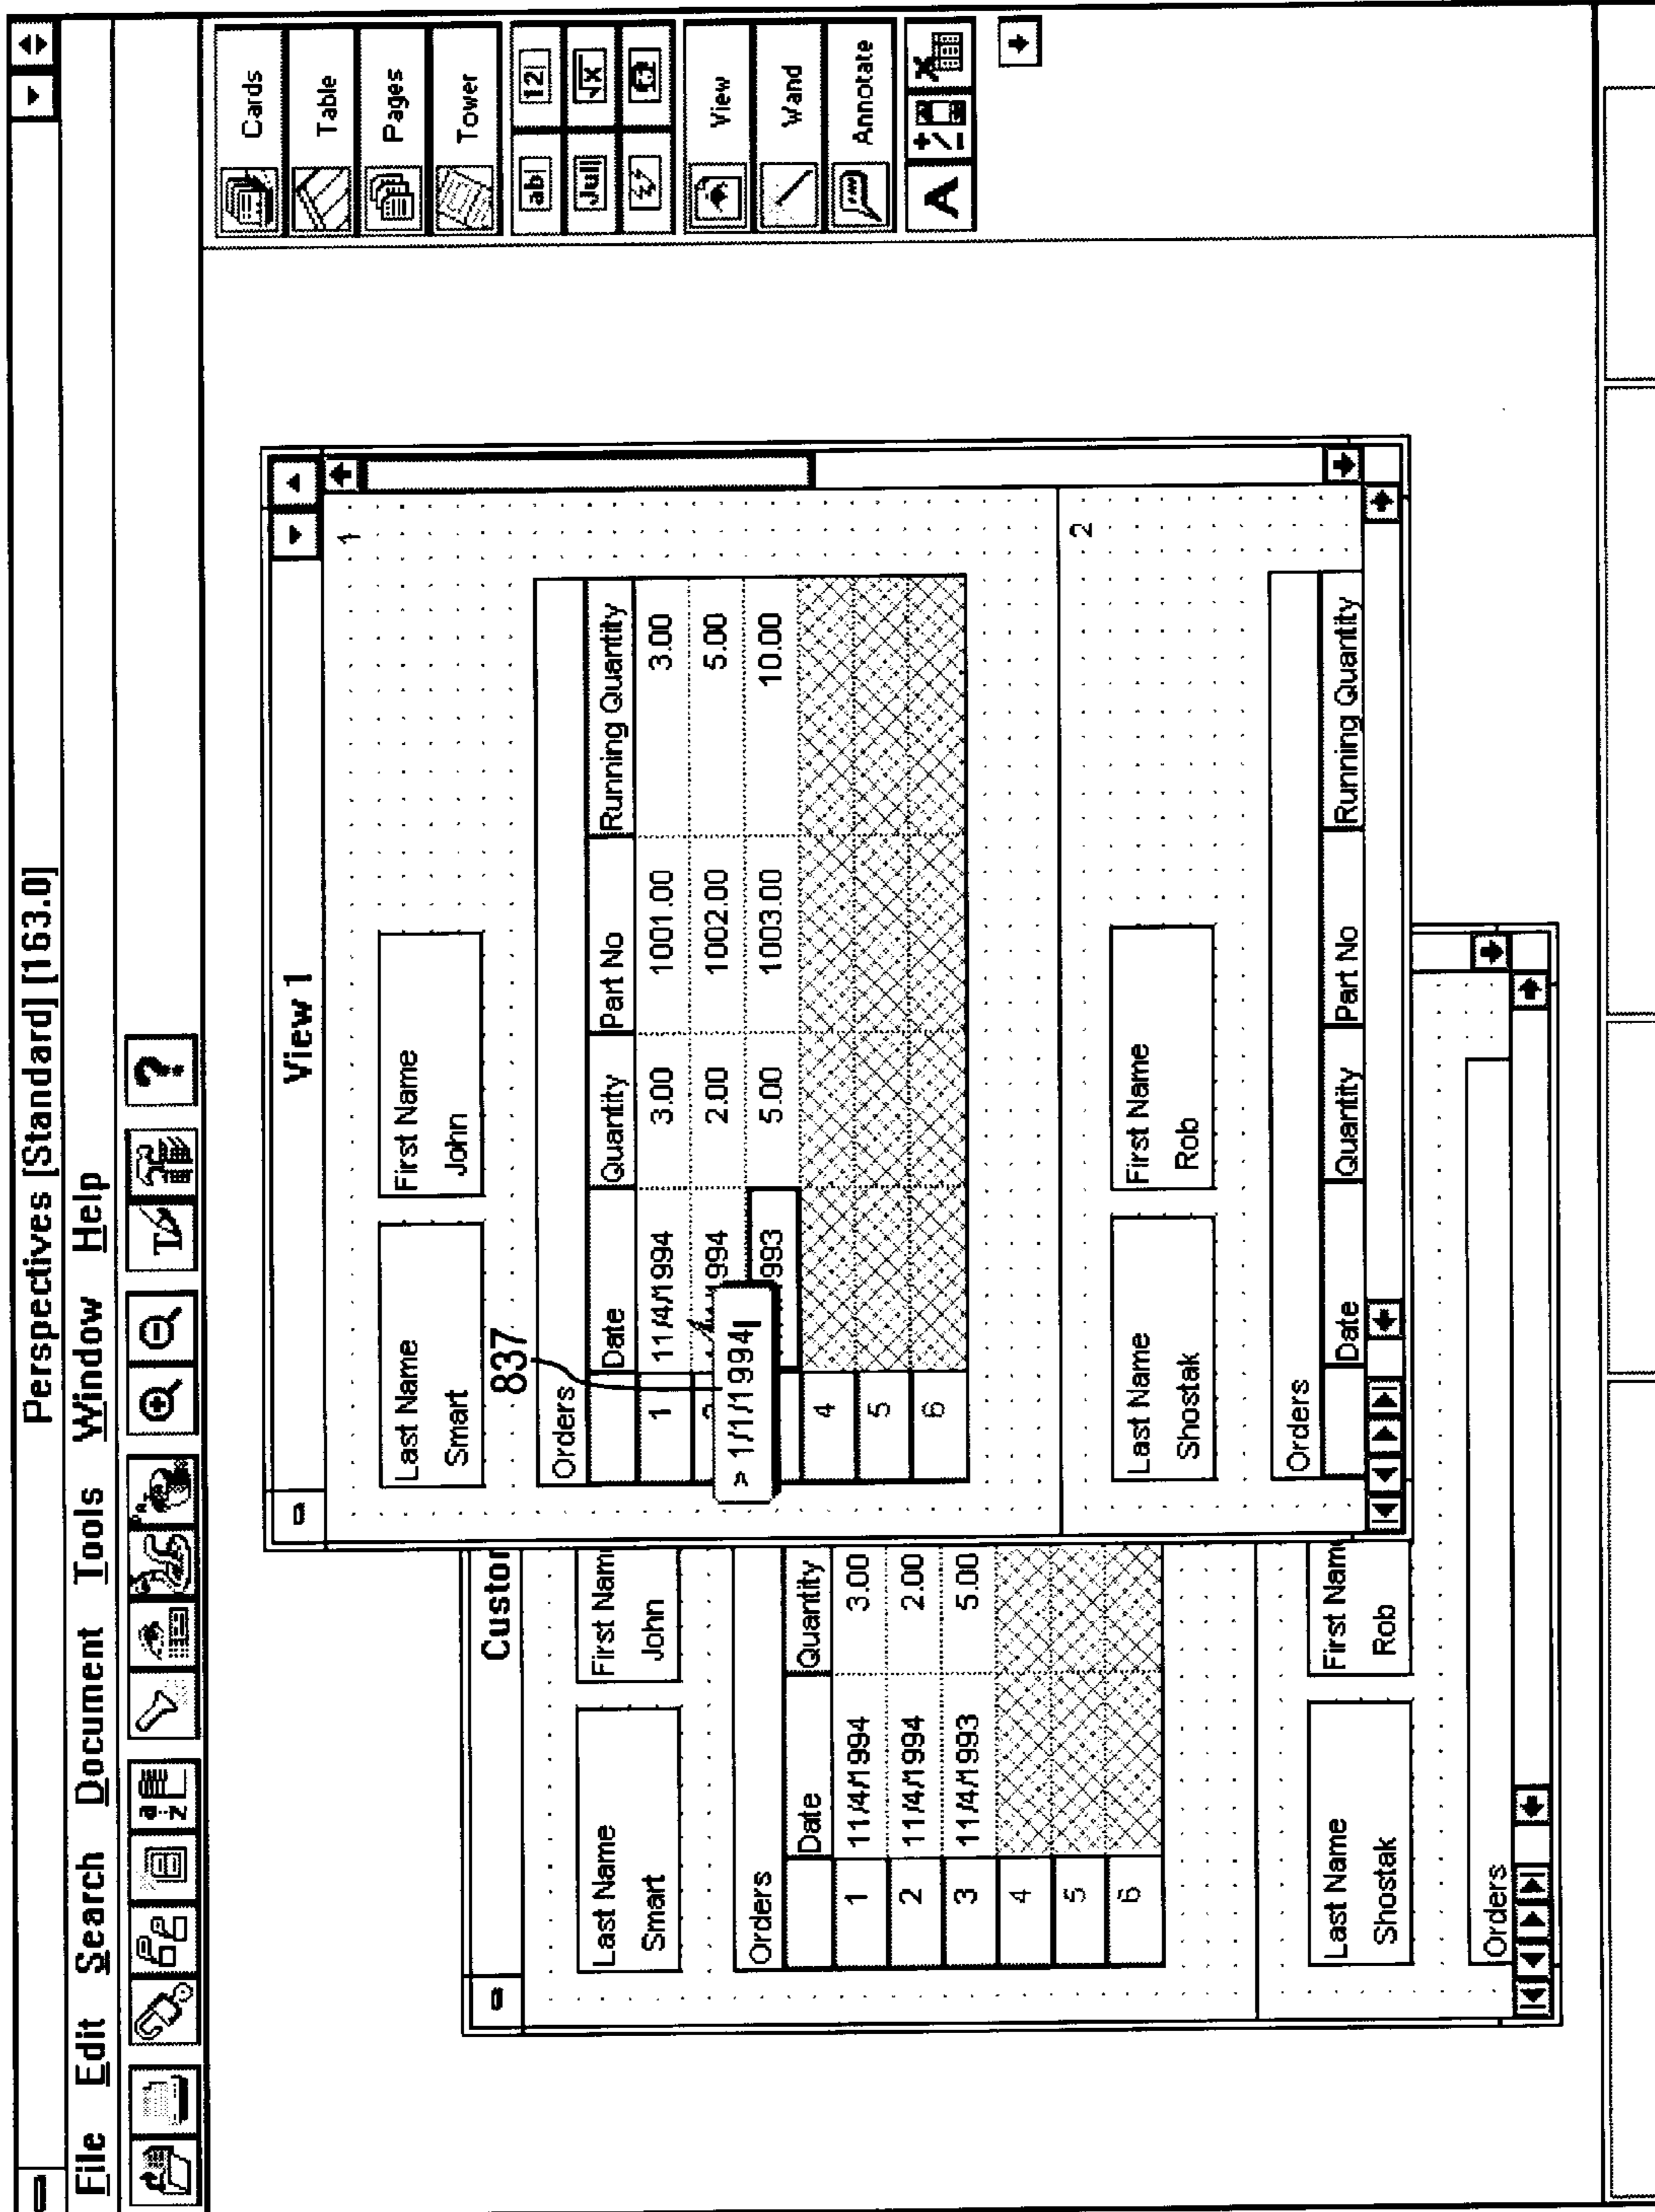 Perspectives [Standard] [163.0]
File Edit Search Document Tools Window Help
a
z
?
Cards
Table
Pages
Tower
ab
12
Jul
√x
View
Wand
Annotate
A
View 1
1
Last Name
Smart
First Name
John
837
Orders
Date Quantity Part No Running Quantity
1 11/4/1994 3.00 1001.00 3.00
1994 2.00 1002.00 5.00
> 1/1/1994
993 5.00 1003.00 10.00
4
5
6
2
Last Name
Shostak
First Name
Rob
Orders
Date Quantity Part No Running Quantity
Custo
Last Name
Smart
First Nam
John
Orders
Date Quantity
1 11/4/1994 3.00
2 11/4/1994 2.00
3 11/4/1993 5.00
4
5
6
Last Name
Shostak
First Nam
Rob
Orders